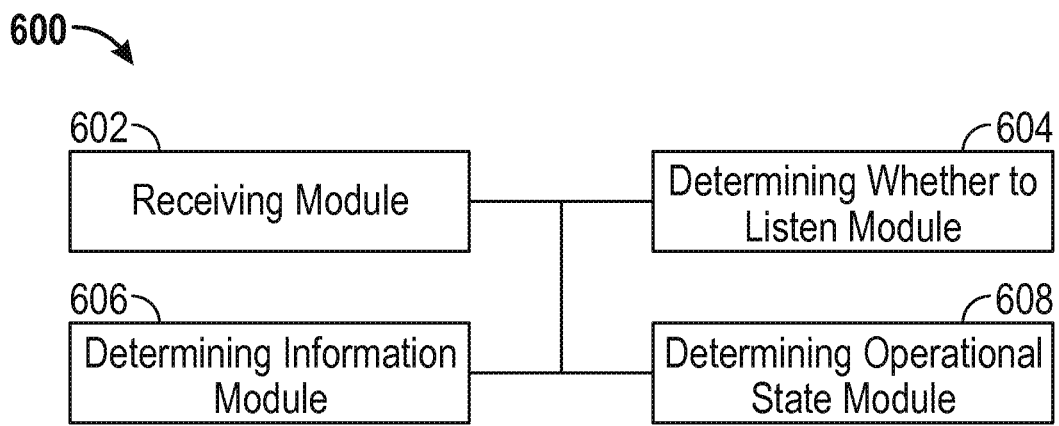 600
602
604
Receiving Module
Determining Whether to
Listen Module
606
608
Determining Information
Module
Determining Operational
State Module